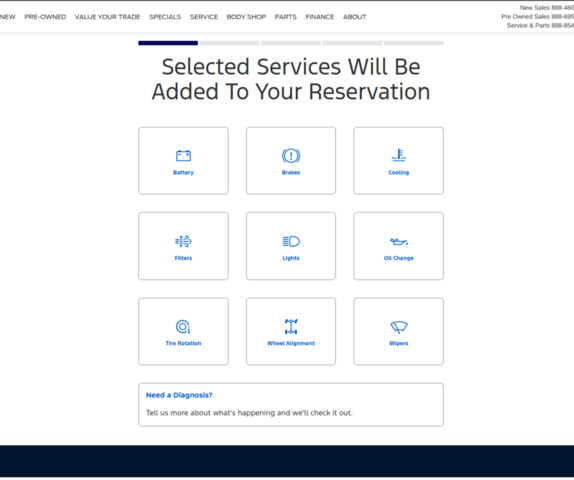 New Sales 888-460
NEW PRE-OWNED VALUE YOUR TRADE SPECIALS SERVICE BODY SHOP PARTS FINANCE ABOUT
Pre Owned Sales 888-695
Service & Parts 888-854
Selected Services Will Be
Added To Your Reservation
Battery
Brakes
Cooling
Filters
Lights
Oil Change
Tire Rotation
Wheel Alignment
Wipers
Need a Diagnosis?
Tell us more about what's happening and we'll check it out.